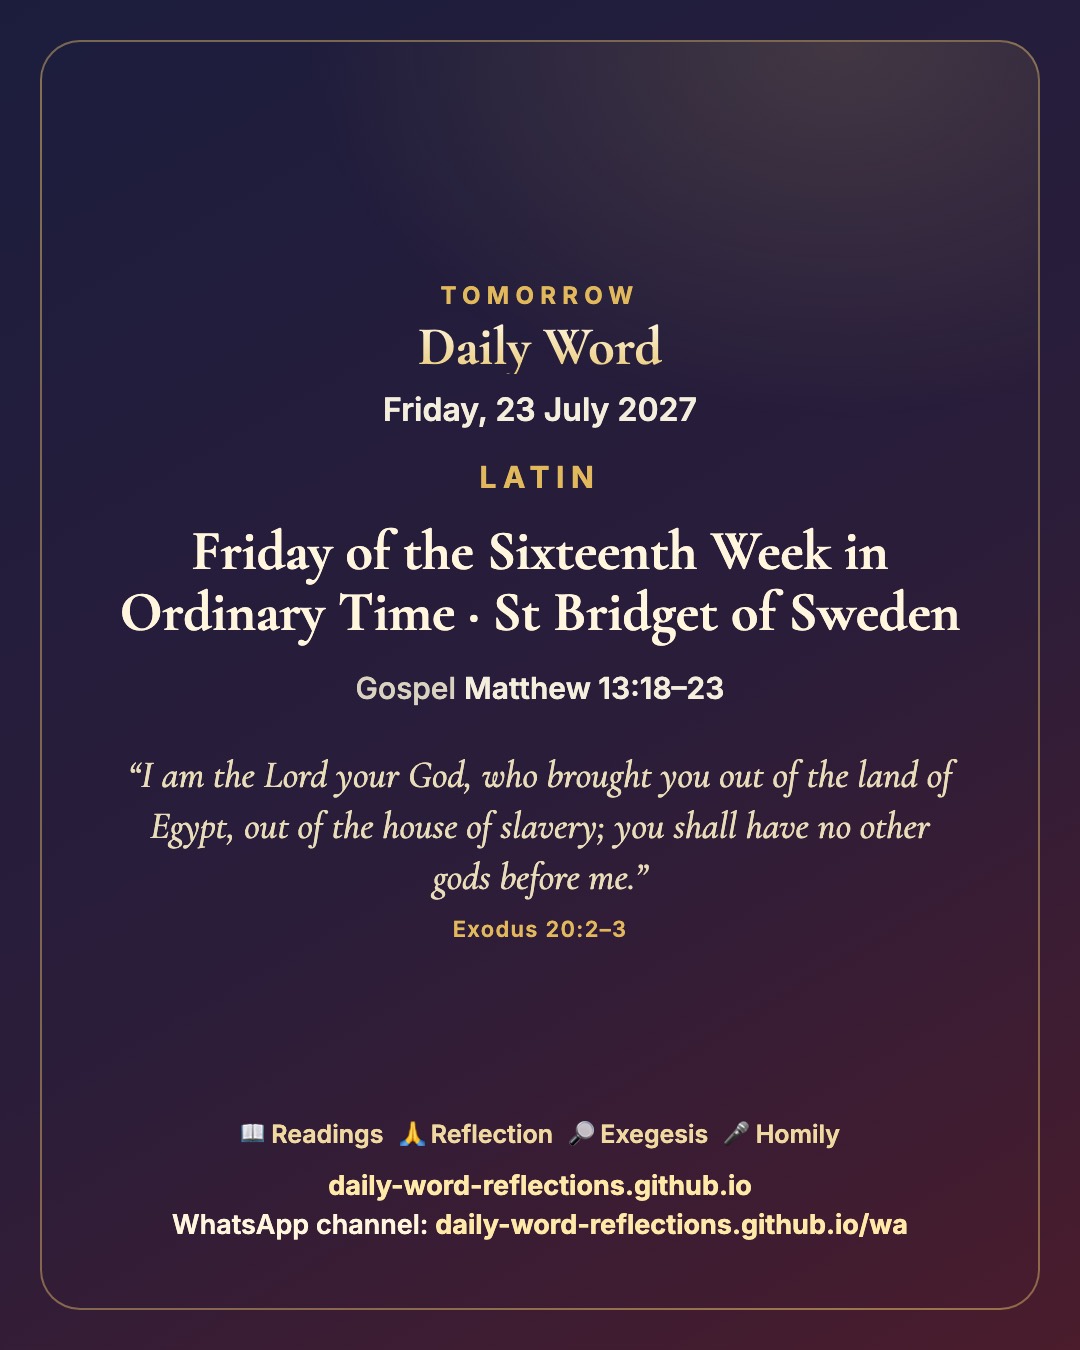 TOMORROW
Daily Word
Friday, 23 July 2027
LATIN
Friday of the Sixteenth Week in
Ordinary Time · St Bridget of Sweden
Gospel Matthew 13:18–23
“I am the Lord your God, who brought you out of the land of
Egypt, out of the house of slavery; you shall have no other
gods before me.”
Exodus 20:2–3
📖 Readings 🙏 Reflection 🔎 Exegesis 🎤 Homily
daily-word-reflections.github.io
WhatsApp channel: daily-word-reflections.github.io/wa